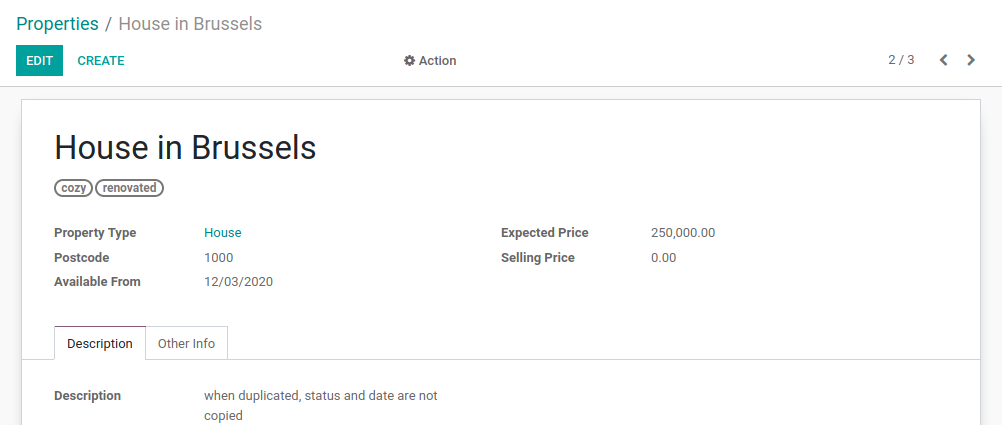 Properties / House in Brussels
EDIT CREATE Action 2 / 3
House in Brussels
cozy renovated
Property Type House Expected Price 250,000.00
Postcode 1000 Selling Price 0.00
Available From 12/03/2020
Description Other Info
Description when duplicated, status and date are not
copied